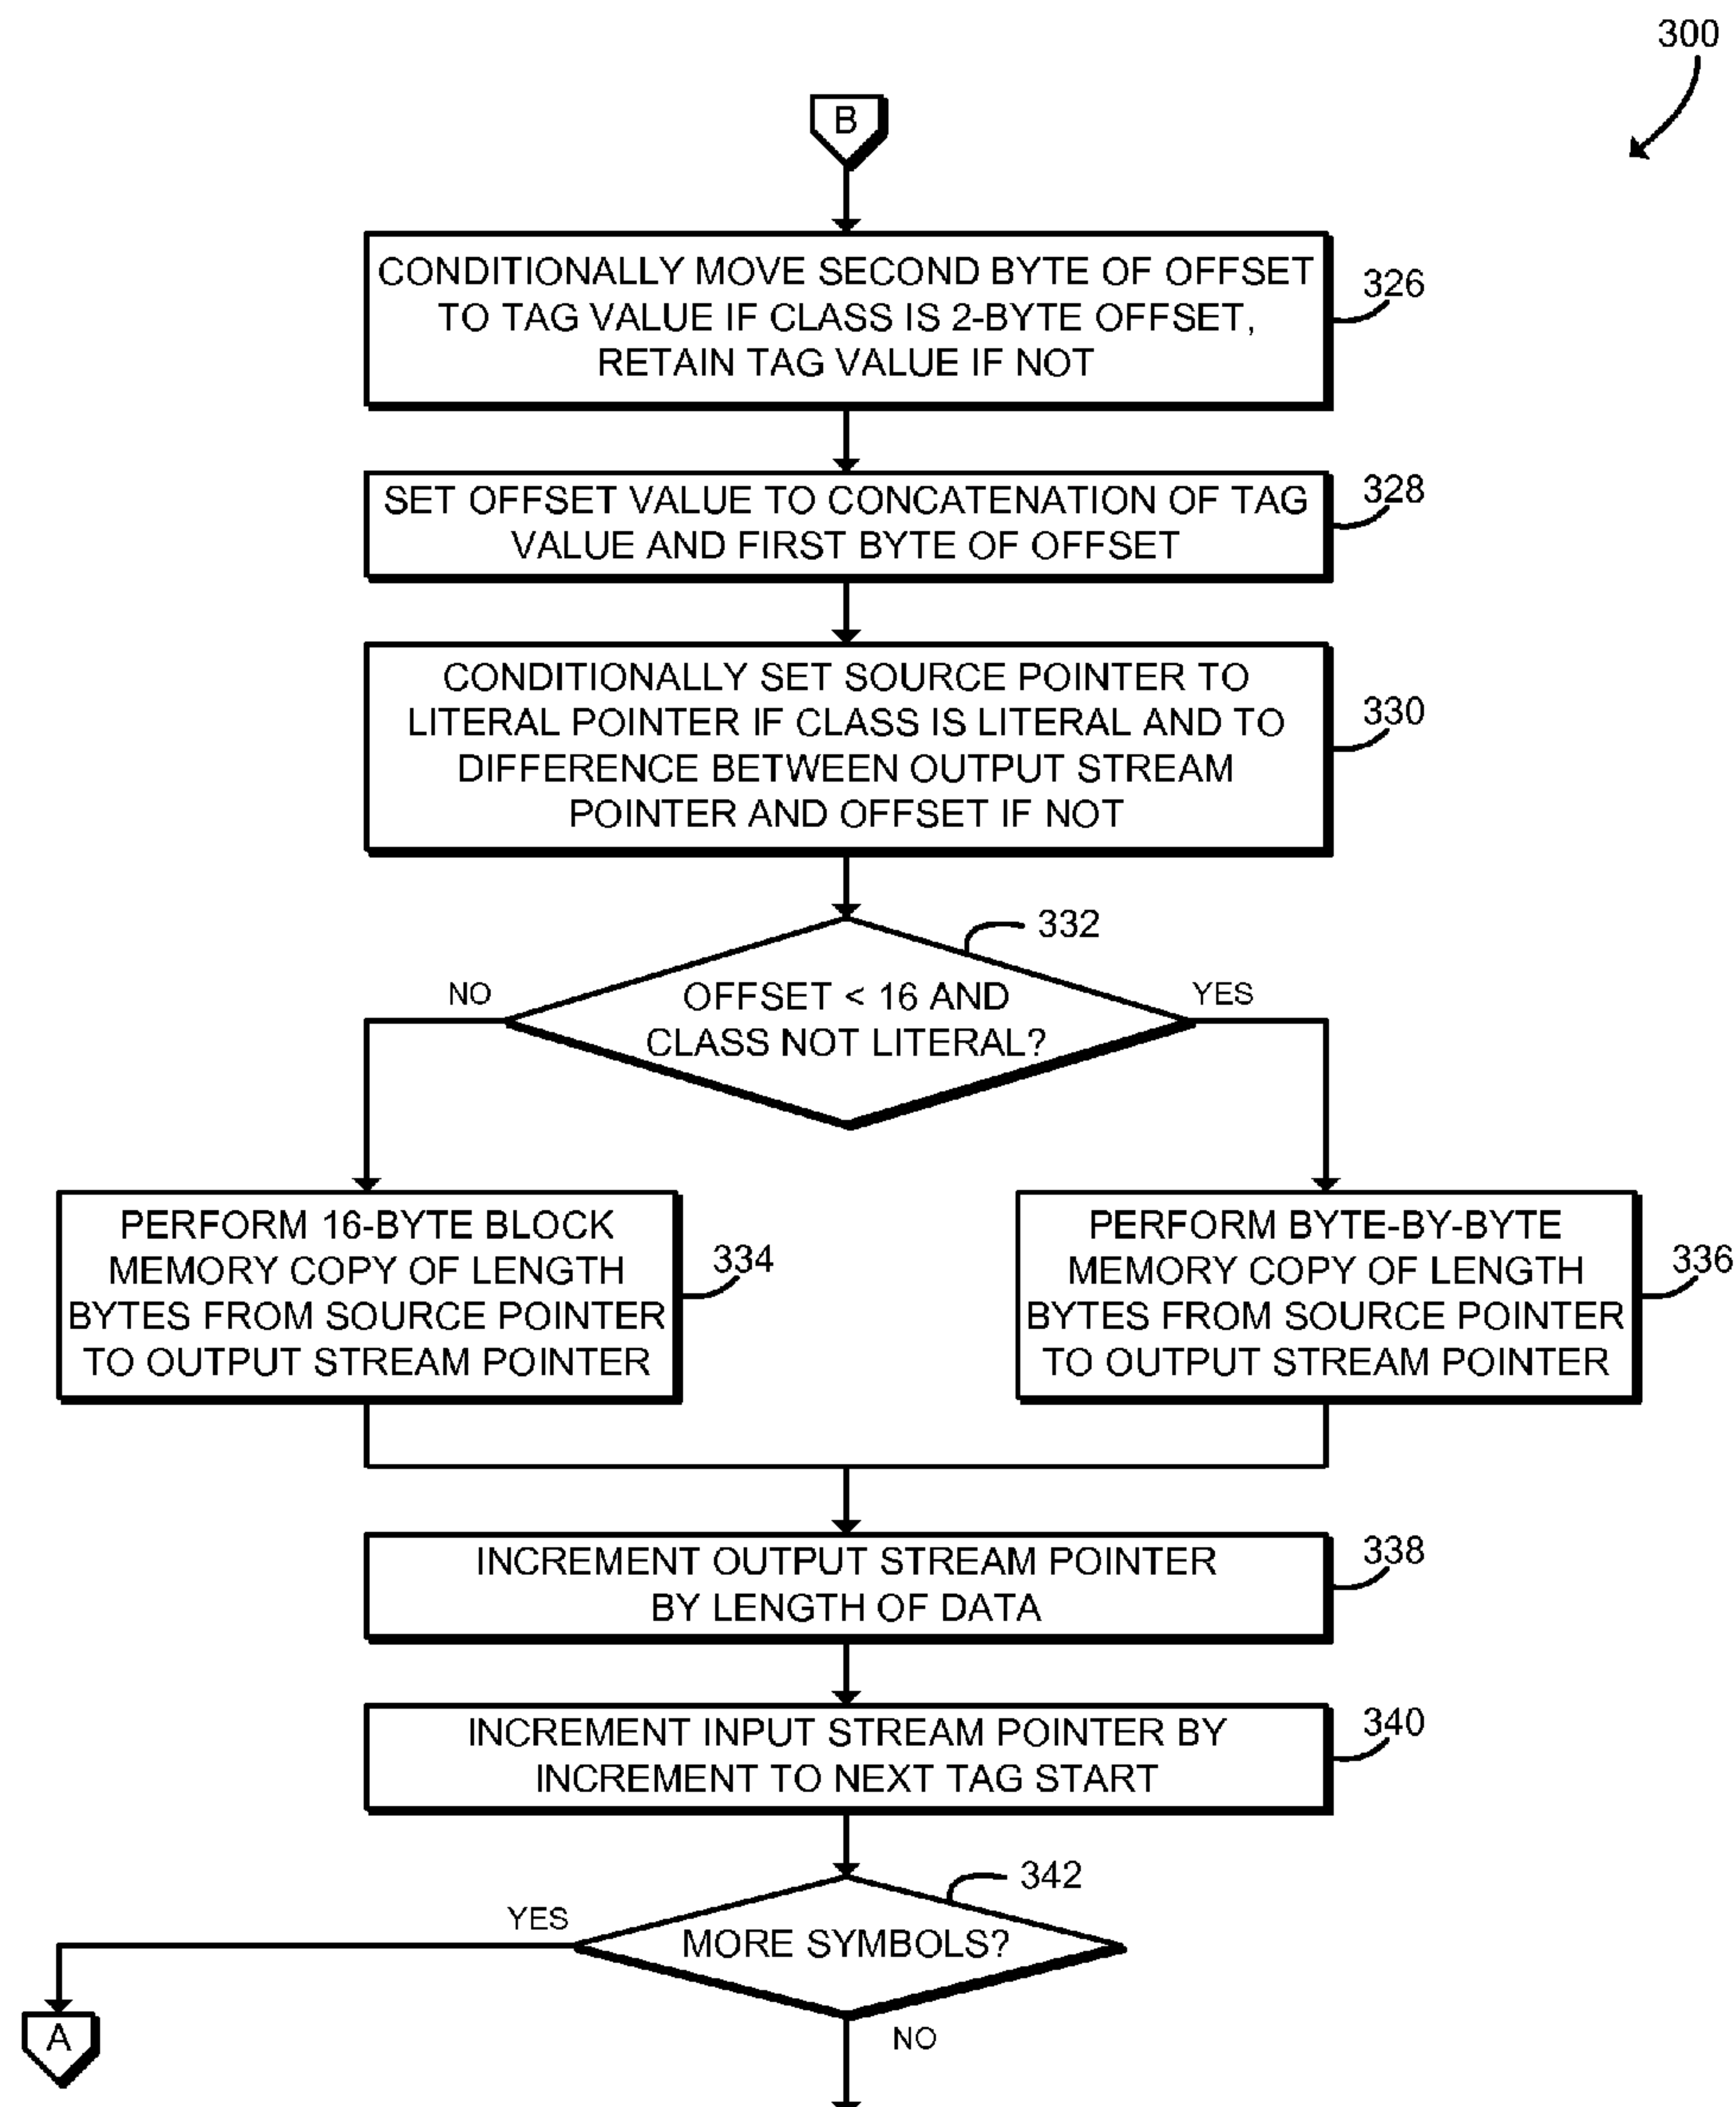 300
B
CONDITIONALLY MOVE SECOND BYTE OF OFFSET
TO TAG VALUE IF CLASS IS 2-BYTE OFFSET,
RETAIN TAG VALUE IF NOT
326
SET OFFSET VALUE TO CONCATENATION OF TAG
VALUE AND FIRST BYTE OF OFFSET
328
CONDITIONALLY SET SOURCE POINTER TO
LITERAL POINTER IF CLASS IS LITERAL AND TO
DIFFERENCE BETWEEN OUTPUT STREAM
POINTER AND OFFSET IF NOT
330
332
NO
OFFSET < 16 AND
CLASS NOT LITERAL?
YES
PERFORM 16-BYTE BLOCK
MEMORY COPY OF LENGTH
BYTES FROM SOURCE POINTER
TO OUTPUT STREAM POINTER
334
PERFORM BYTE-BY-BYTE
MEMORY COPY OF LENGTH
BYTES FROM SOURCE POINTER
TO OUTPUT STREAM POINTER
336
INCREMENT OUTPUT STREAM POINTER
BY LENGTH OF DATA
338
INCREMENT INPUT STREAM POINTER BY
INCREMENT TO NEXT TAG START
340
342
YES
MORE SYMBOLS?
A
NO